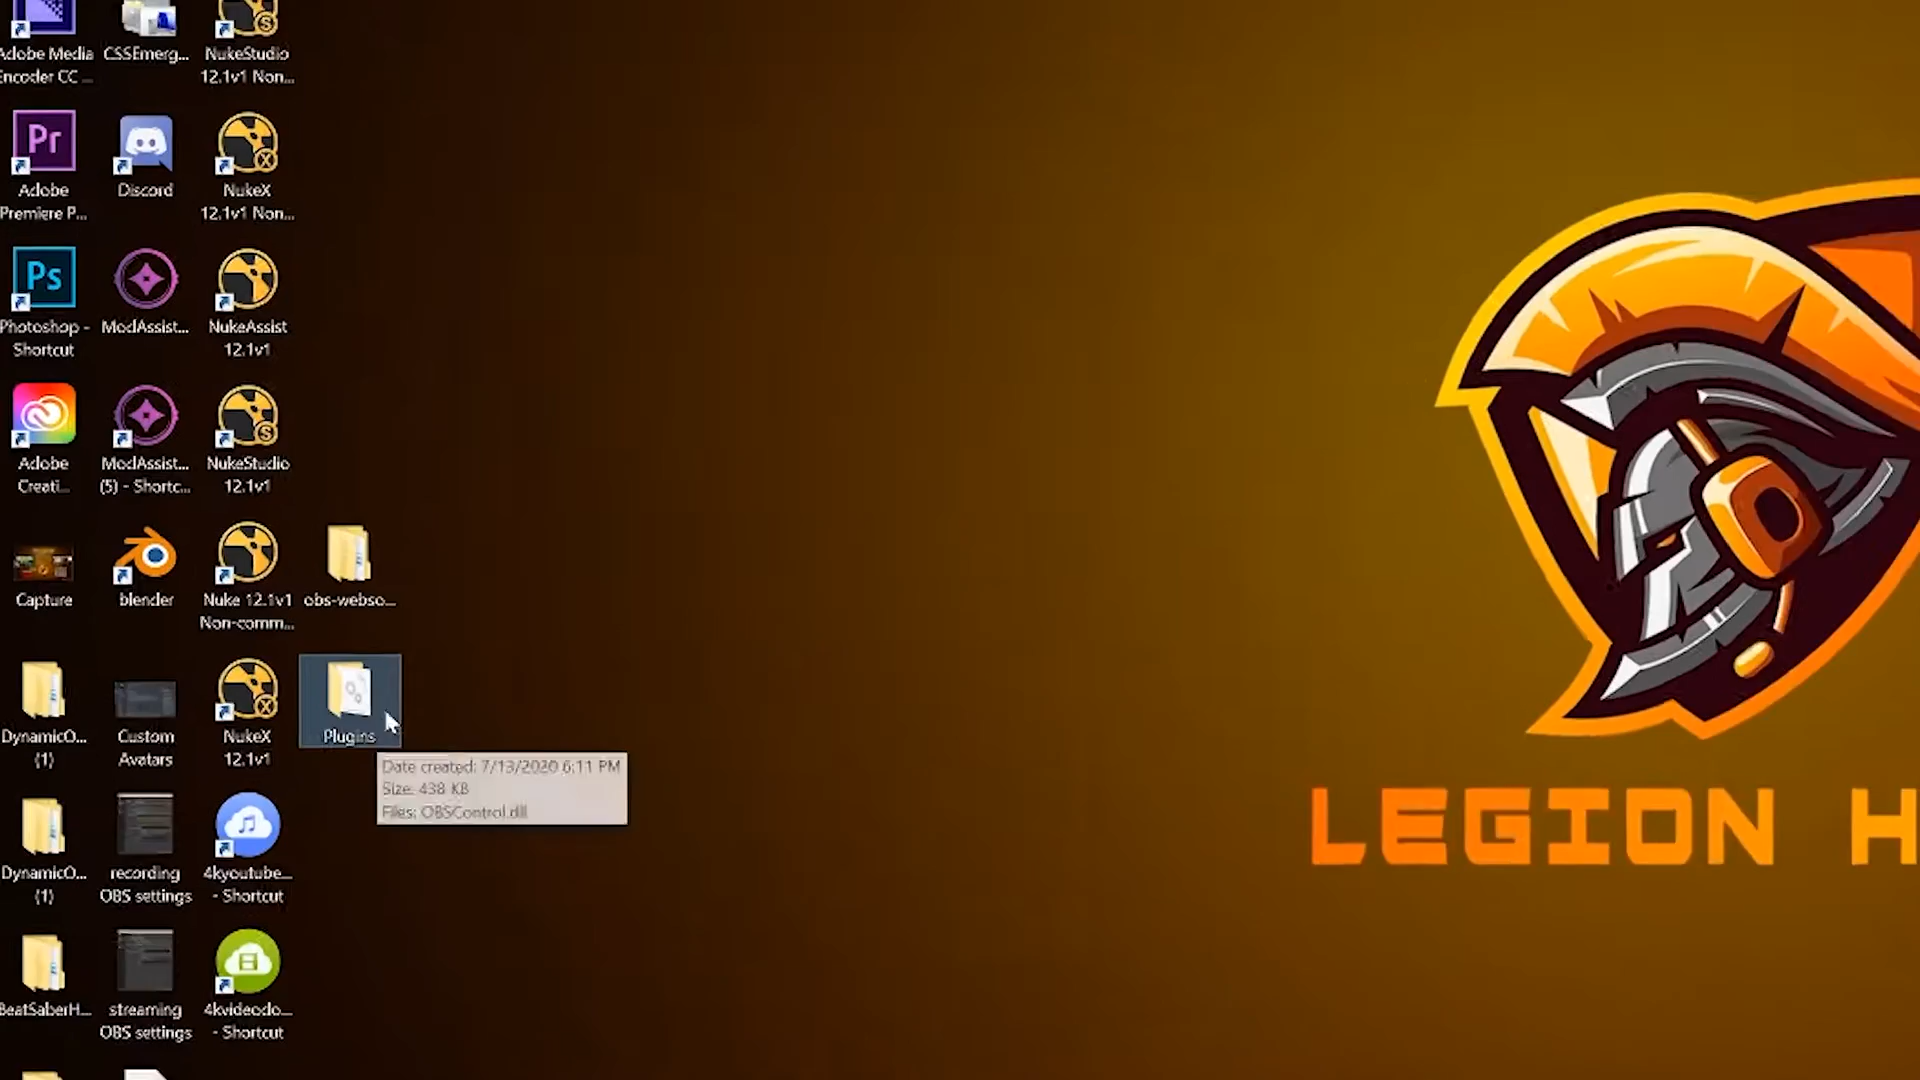 Adobe Media
Encoder CC ...
CSSEmerg...
NukeStudio
12.1v1 Non...
Pr
Adobe
Premiere P...
Discord
NukeX
12.1v1 Non...
Ps
Photoshop -
Shortcut
ModAssist...
NukeAssist
12.1v1
Adobe
Creati...
ModAssist...
(5) - Shortc...
NukeStudio
12.1v1
Capture
blender
Nuke 12.1v1
Non-comm...
obs-webso...
DynamicO...
(1)
Custom
Avatars
NukeX
12.1v1
Plugins
Date created: 7/13/2020 6:11 PM
Size: 438 KB
Files: OBSControl.dll
LEGION H
DynamicO...
(1)
recording
OBS settings
4kyoutube...
- Shortcut
BeatSaberH...
streaming
OBS settings
4kvideodo...
- Shortcut